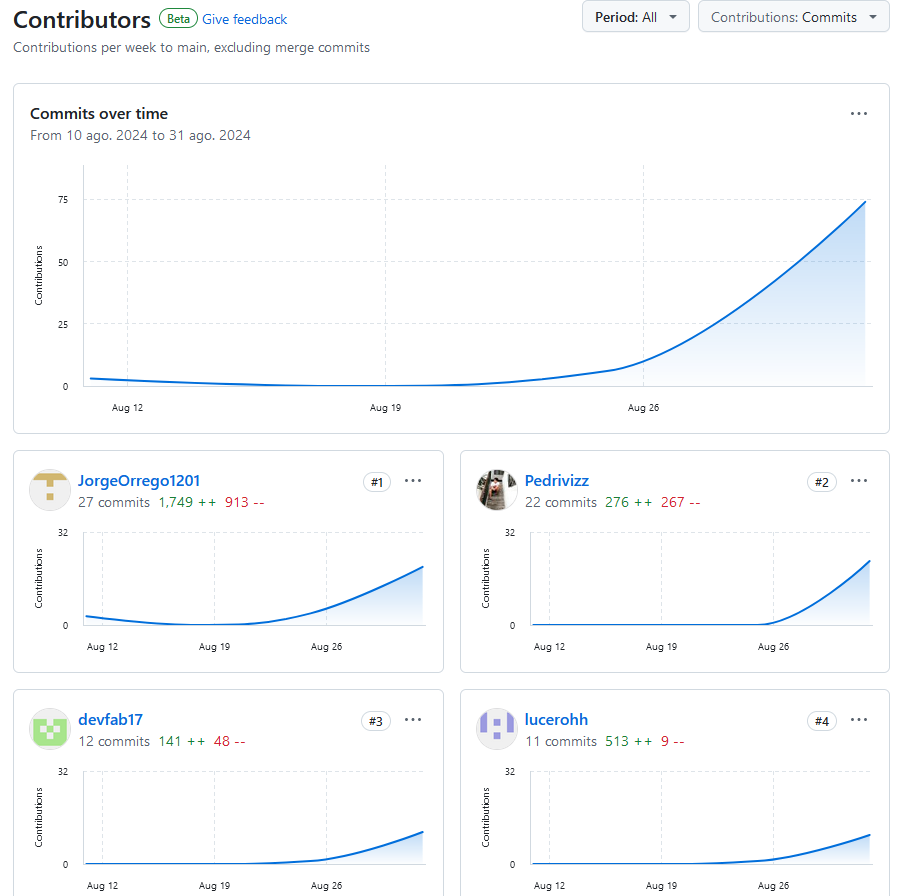 Contributors Beta Give feedback
Period: All
Contributions: Commits
Contributions per week to main, excluding merge commits
Commits over time
From 10 ago. 2024 to 31 ago. 2024
Contributions
75
50
25
0
Aug 12 Aug 19 Aug 26
JorgeOrrego1201 #1
27 commits 1,749 ++ 913 --
Contributions
32
0
Aug 12 Aug 19 Aug 26
Pedrivizz #2
22 commits 276 ++ 267 --
Contributions
32
0
Aug 12 Aug 19 Aug 26
devfab17 #3
12 commits 141 ++ 48 --
Contributions
32
0
Aug 12 Aug 19 Aug 26
lucerohh #4
11 commits 513 ++ 9 --
Contributions
32
0
Aug 12 Aug 19 Aug 26